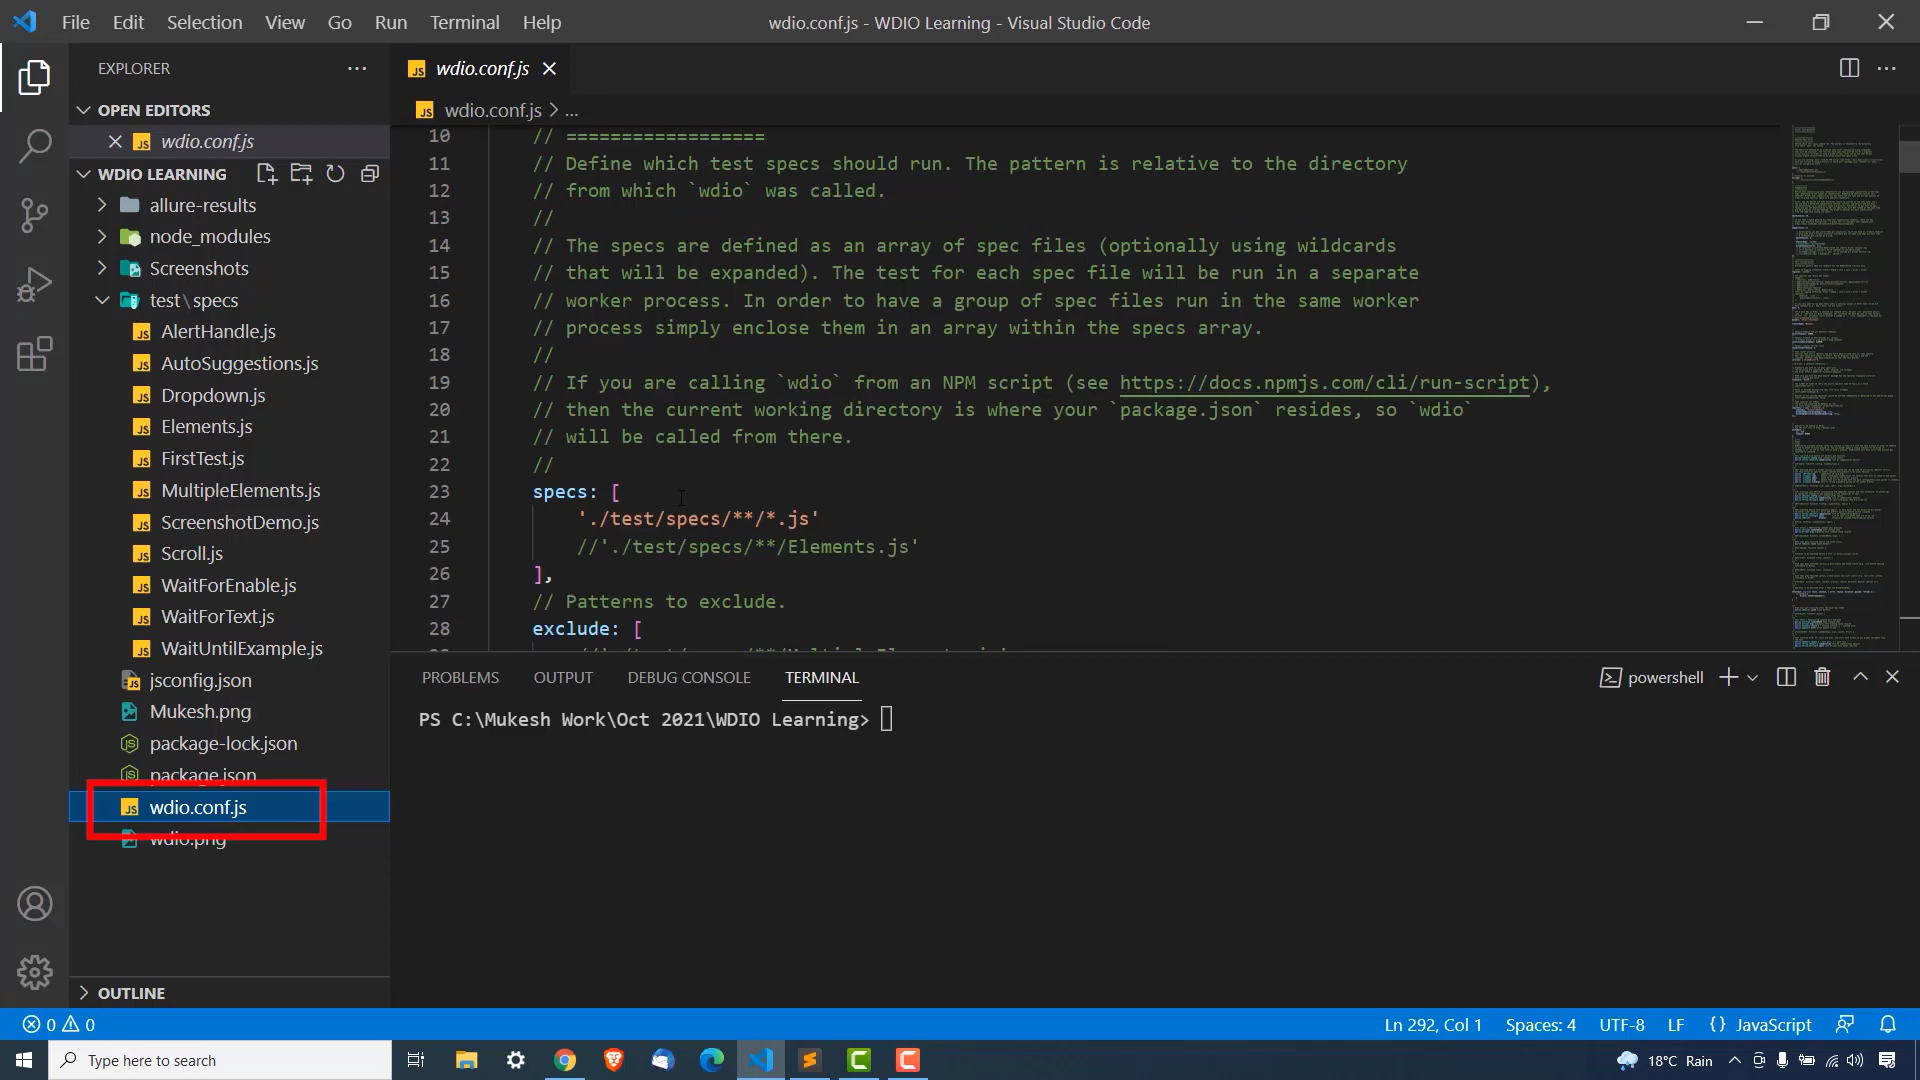 File Edit Selection View Go Run Terminal Help
wdio.conf.js - WDIO Learning - Visual Studio Code
EXPLORER
OPEN EDITORS
wdio.conf.js
WDIO LEARNING
allure-results
node_modules
Screenshots
test\specs
AlertHandle.js
AutoSuggestions.js
Dropdown.js
Elements.js
FirstTest.js
MultipleElements.js
ScreenshotDemo.js
Scroll.js
WaitForEnable.js
WaitForText.js
WaitUntilExample.js
jsconfig.json
Mukesh.png
package-lock.json
package.json
wdio.conf.js
wdio.png
OUTLINE
wdio.conf.js
wdio.conf.js > ...
10 // ==================
11 // Define which test specs should run. The pattern is relative to the directory
12 // from which `wdio` was called.
13 //
14 // The specs are defined as an array of spec files (optionally using wildcards
15 // that will be expanded). The test for each spec file will be run in a separate
16 // worker process. In order to have a group of spec files run in the same worker
17 // process simply enclose them in an array within the specs array.
18 //
19 // If you are calling `wdio` from an NPM script (see https://docs.npmjs.com/cli/run-script),
20 // then the current working directory is where your `package.json` resides, so `wdio`
21 // will be called from there.
22 //
23 specs: [
24 './test/specs/**/*.js'
25 //'./test/specs/**/Elements.js'
26 ],
27 // Patterns to exclude.
28 exclude: [
PROBLEMS OUTPUT DEBUG CONSOLE TERMINAL
powershell
PS C:\Mukesh Work\Oct 2021\WDIO Learning>
0 0
Ln 292, Col 1 Spaces: 4 UTF-8 LF {} JavaScript
Type here to search
18°C Rain